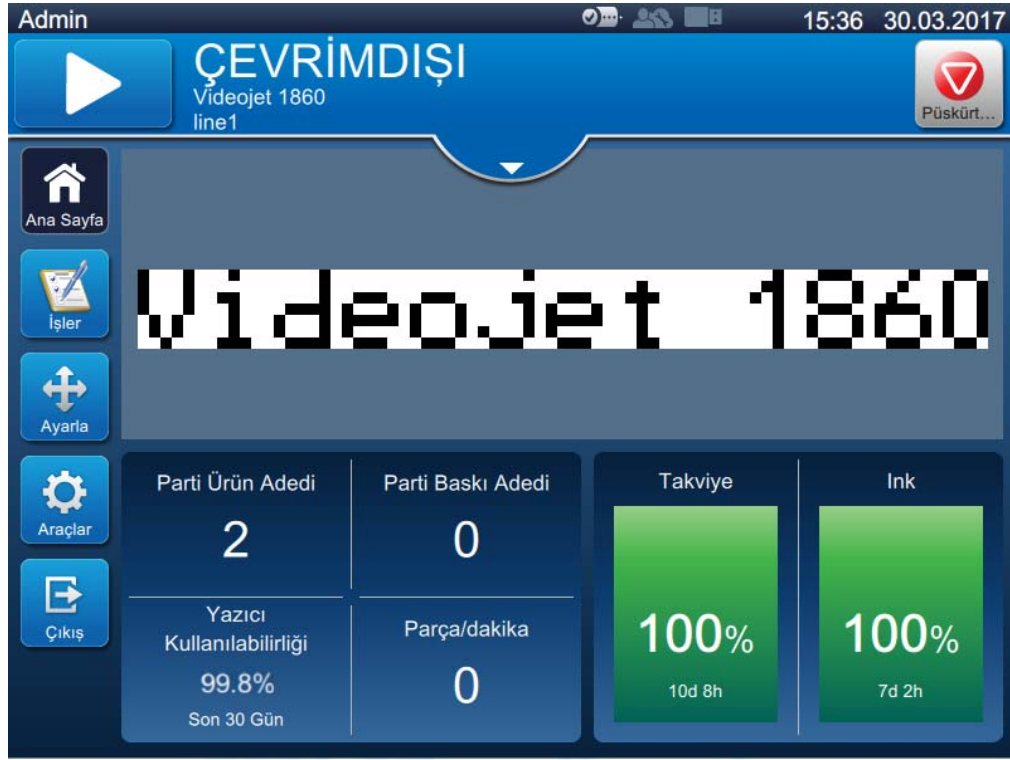 Admin 15:36 30.03.2017
ÇEVRİMDIŞI
Videojet 1860
line1
Püskürt...
Ana Sayfa
İşler
Ayarla
Araçlar
Çıkış
Videojet 1860
Parti Ürün Adedi
2
Parti Baskı Adedi
0
Yazıcı
Kullanılabilirliği
99.8%
Son 30 Gün
Parça/dakika
0
Takviye
100%
10d 8h
Ink
100%
7d 2h